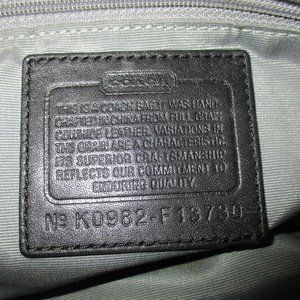 COACH
THIS IS A COACH BAG. IT WAS HAND-
CRAFTED IN CHINA FROM FULL GRAIN
COWHIDE LEATHER. VARIATIONS IN
THE GRAIN ARE A CHARACTERISTIC.
ITS SUPERIOR CRAFTSMANSHIP
REFLECTS OUR COMMITMENT TO
ENDURING QUALITY.
No K0982-F13730